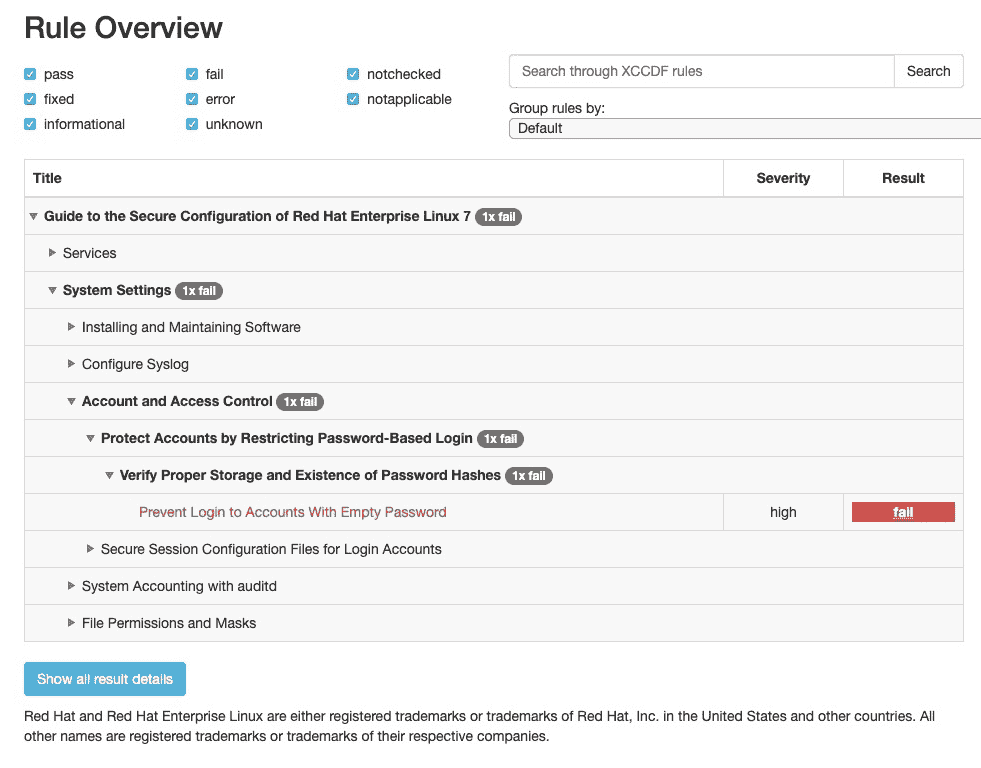 Rule Overview
pass
fail
notchecked
fixed
error
notapplicable
informational
unknown
Search through XCCDF rules
Search
Group rules by:
Default
Title Severity Result
Guide to the Secure Configuration of Red Hat Enterprise Linux 7 1x fail
Services
System Settings 1x fail
Installing and Maintaining Software
Configure Syslog
Account and Access Control 1x fail
Protect Accounts by Restricting Password-Based Login 1x fail
Verify Proper Storage and Existence of Password Hashes 1x fail
Prevent Login to Accounts With Empty Password high fail
Secure Session Configuration Files for Login Accounts
System Accounting with auditd
File Permissions and Masks
Show all result details
Red Hat and Red Hat Enterprise Linux are either registered trademarks or trademarks of Red Hat, Inc. in the United States and other countries. All
other names are registered trademarks or trademarks of their respective companies.